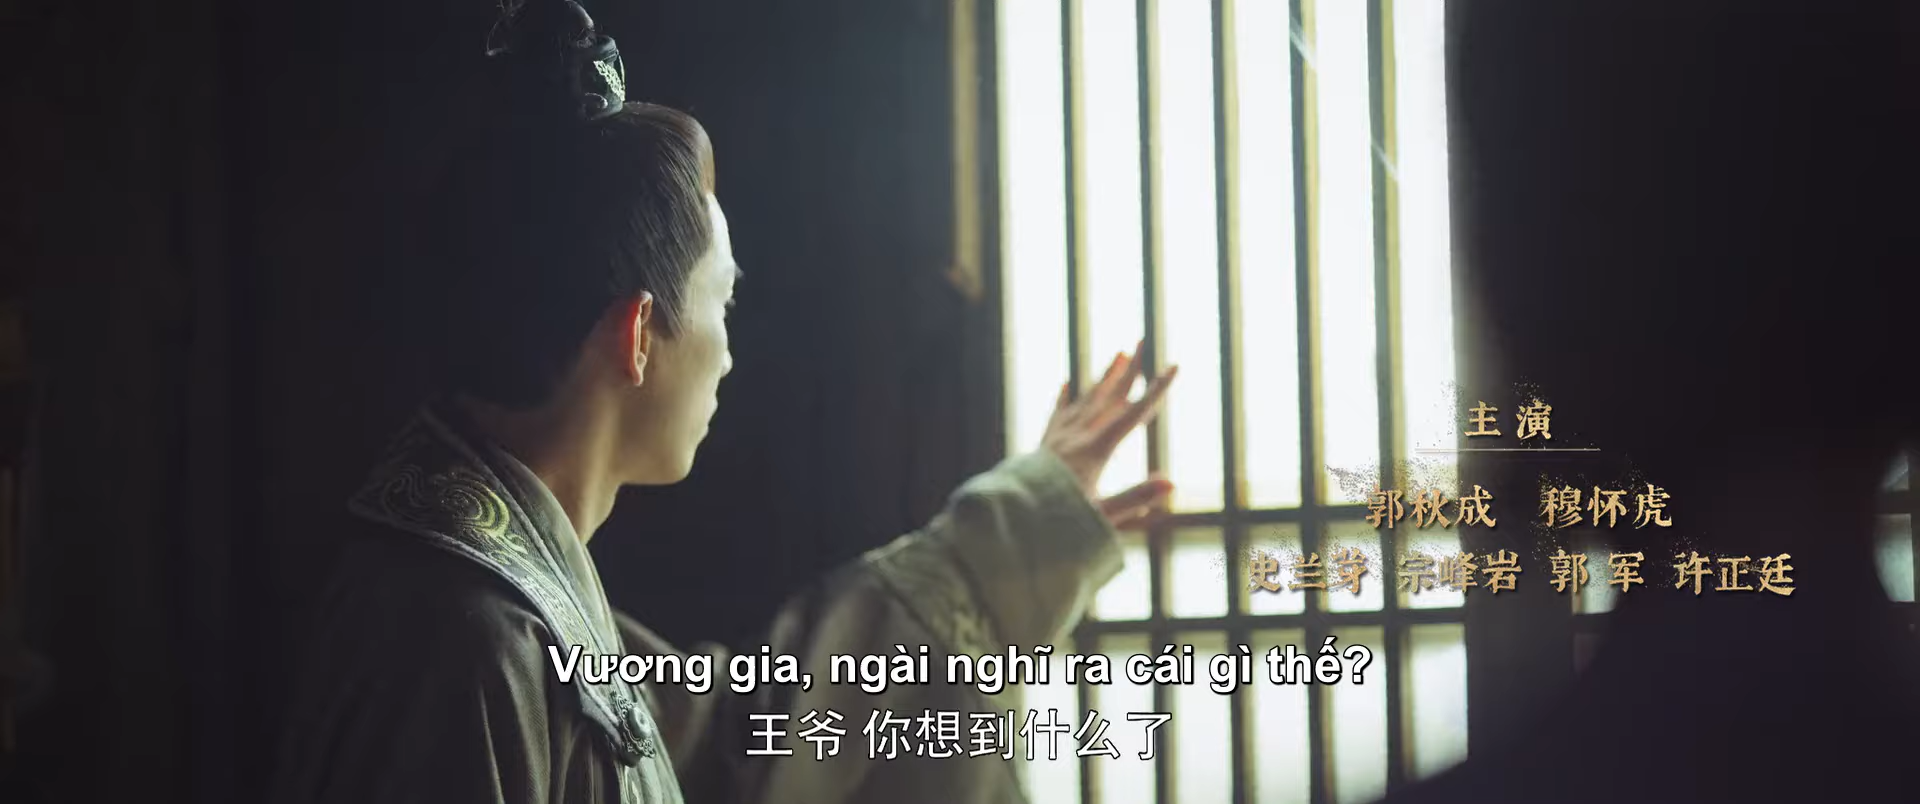 主演
郭秋成 穆怀虎
史兰芽 宗峰岩 郭军 许正廷
Vương gia, ngài nghĩ ra cái gì thế?
王爷 你想到什么了